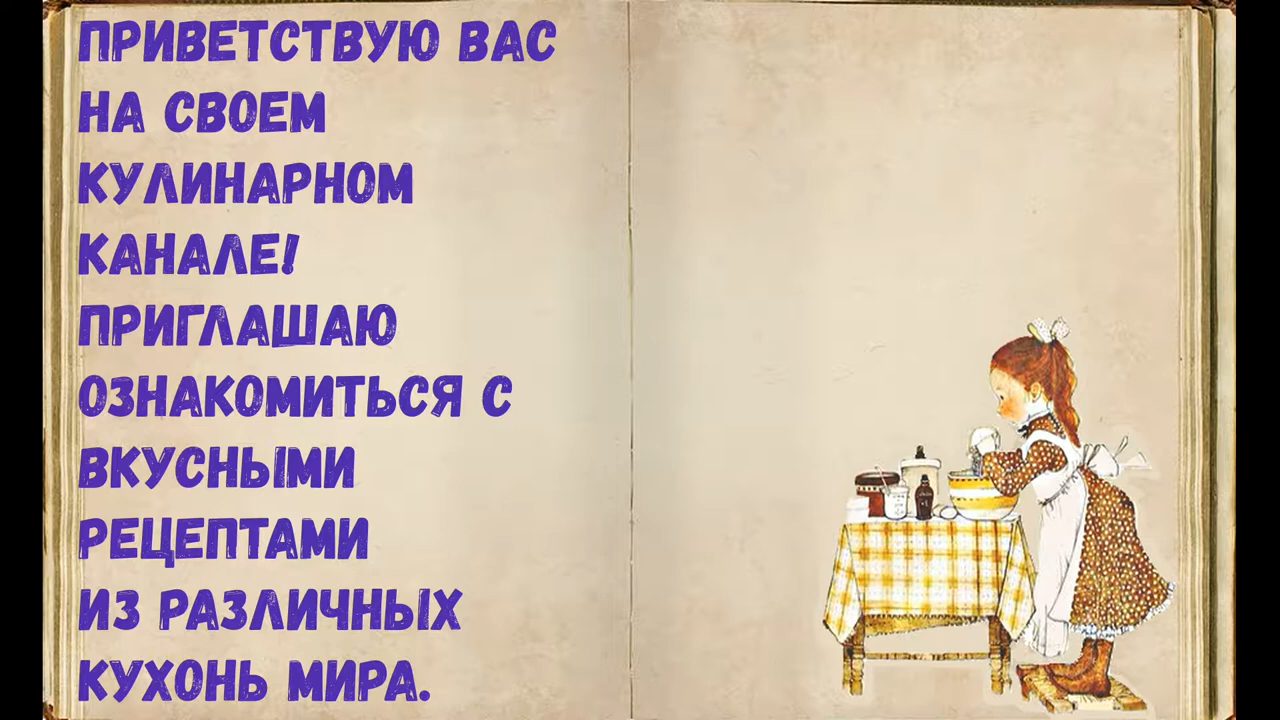 ПРИВЕТСТВУЮ ВАС
НА СВОЕМ
КУЛИНАРНОМ
КАНАЛЕ!
ПРИГЛАШАЮ
ОЗНАКОМИТЬСЯ С
ВКУСНЫМИ
РЕЦЕПТАМИ
ИЗ РАЗЛИЧНЫХ
КУХОНЬ МИРА.